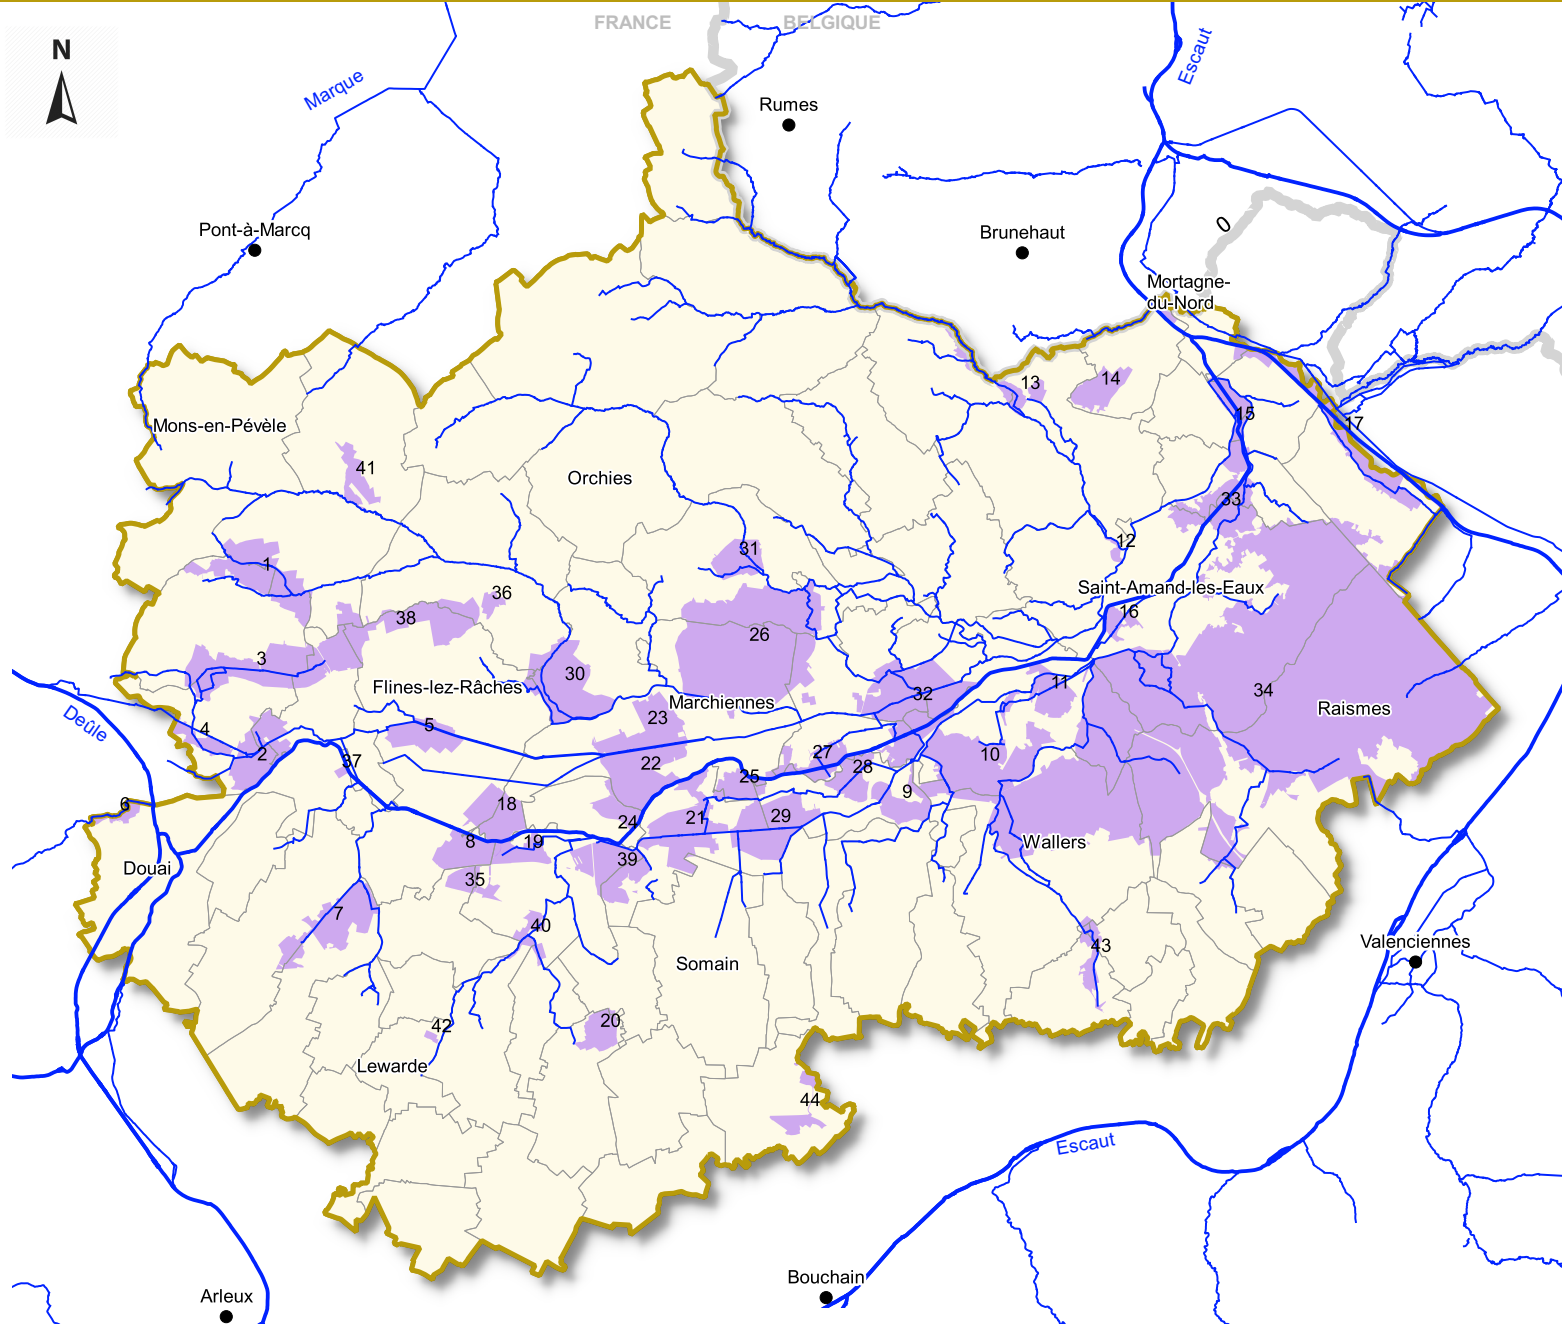 FRANCE
BELGIQUE
N
Escaut
Marque
Rumes
Pont-à-Marcq
Brunehaut
0
Mortagne-
du-Nord
13
14
15
17
Mons-en-Pévèle
41
Orchies
33
12
31
1
Saint-Amand-les-Eaux
36
16
38
26
3
30
Flines-lez-Râches
11
32
34
Marchiennes
Raismes
23
Deûle
4
5
2
37
22
27
10
28
25
9
6
18
21
29
24
8
19
Wallers
39
Douai
35
7
40
43
Valenciennes
Somain
20
42
Lewarde
44
Escaut
Bouchain
Arleux